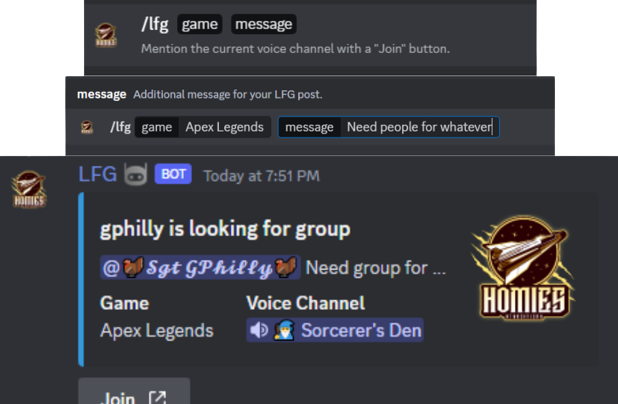 /lfg game message
Mention the current voice channel with a "Join" button.
message Additional message for your LFG post.
/lfg game Apex Legends message Need people for whatever
LFG BOT Today at 7:51 PM
gphilly is looking for group
@🦃Sgt GPhilly🦃 Need group for ...
Game Voice Channel
Apex Legends Sorcerer's Den
HOMIES
HOMIES
Join